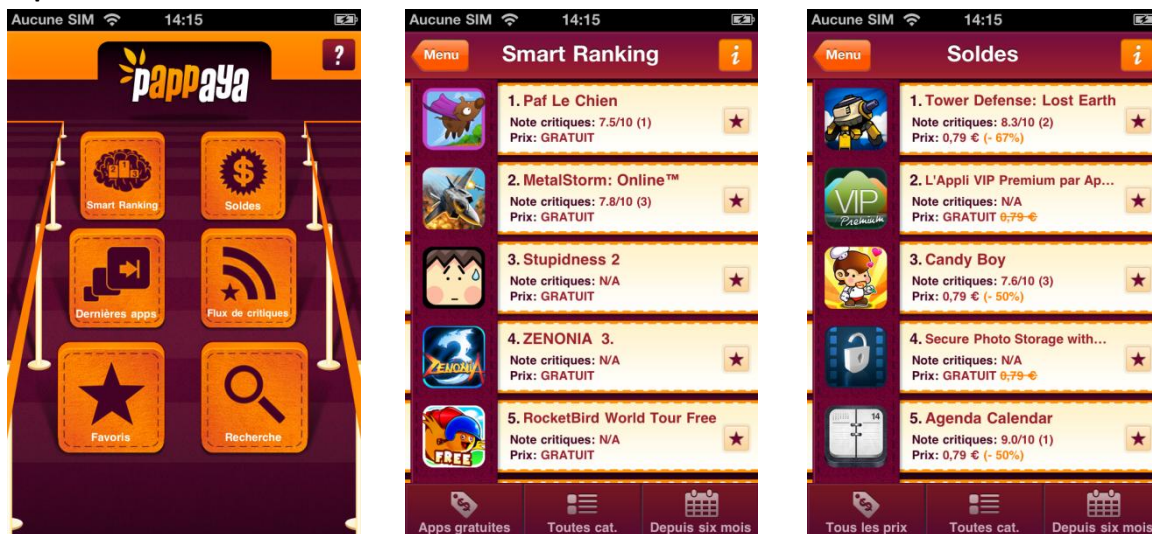 Aucune SIM 14:15
?
pappaya
Smart Ranking
Soldes
Dernières apps
Flux de critiques
Favoris
Recherche
Aucune SIM 14:15
Menu
Smart Ranking
i
1. Paf Le Chien
Note critiques: 7.5/10 (1)
Prix: GRATUIT
2. MetalStorm: Online™
Note critiques: 7.8/10 (3)
Prix: GRATUIT
3. Stupidness 2
Note critiques: N/A
Prix: GRATUIT
ZENONIA 3
4. ZENONIA 3.
Note critiques: N/A
Prix: GRATUIT
FREE
5. RocketBird World Tour Free
Note critiques: N/A
Prix: GRATUIT
Apps gratuites
Toutes cat.
Depuis six mois
Aucune SIM 14:15
Menu
Soldes
i
1. Tower Defense: Lost Earth
Note critiques: 8.3/10 (2)
Prix: 0,79 € (- 67%)
VIP
Premium
2. L'Appli VIP Premium par Ap...
Note critiques: N/A
Prix: GRATUIT 0,79 €
3. Candy Boy
Note critiques: 7.6/10 (3)
Prix: 0,79 € (- 50%)
4. Secure Photo Storage with...
Note critiques: N/A
Prix: GRATUIT 0,79 €
14
5. Agenda Calendar
Note critiques: 9.0/10 (1)
Prix: 0,79 € (- 50%)
Tous les prix
Toutes cat.
Depuis six mois